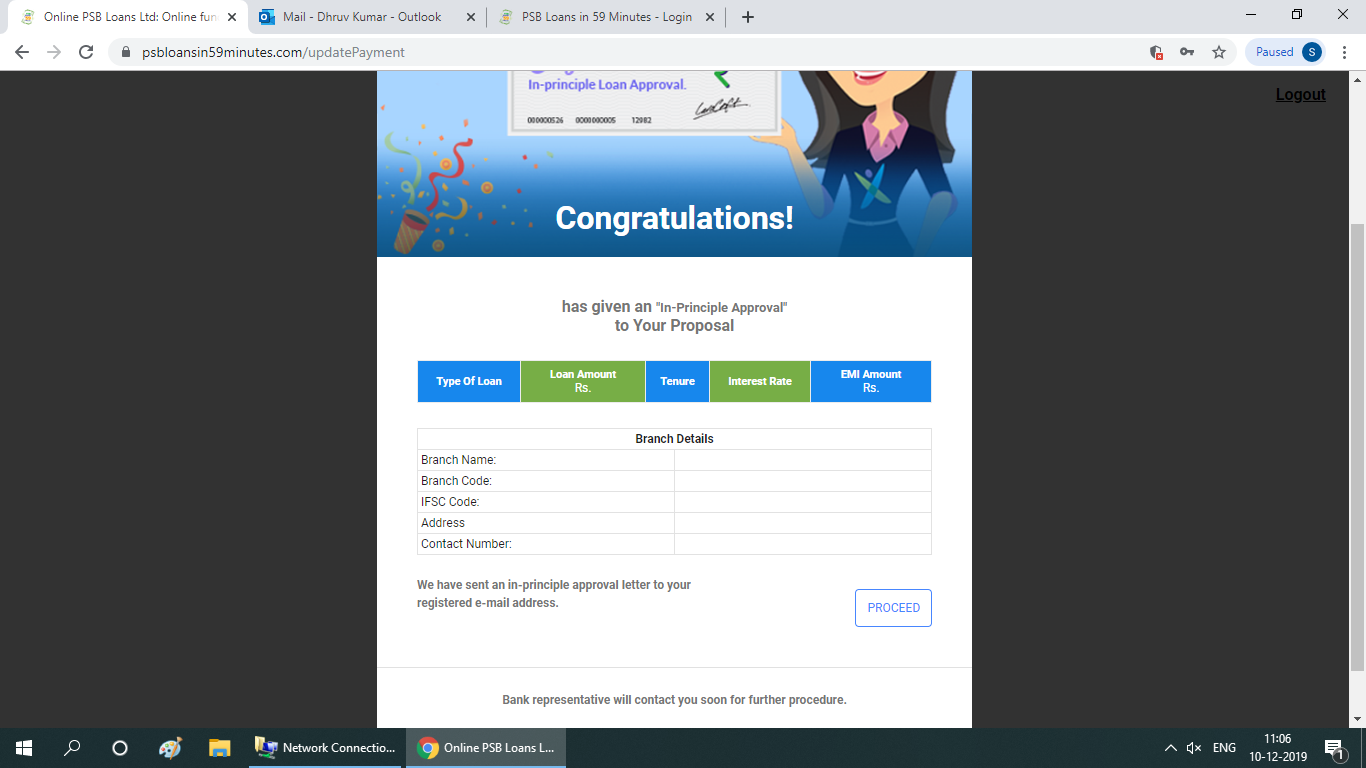 Online PSB Loans Ltd: Online fun
Mail - Dhruv Kumar - Outlook
PSB Loans in 59 Minutes - Login
psbloansin59minutes.com/updatePayment
Paused
S
Logout
In-principle Loan Approval.
000000526 0000000005 12982
Congratulations!
has given an "In-Principle Approval"
to Your Proposal
Type Of Loan
Loan Amount
Rs.
Tenure
Interest Rate
EMI Amount
Rs.
Branch Details
Branch Name:
Branch Code:
IFSC Code:
Address
Contact Number:
We have sent an in-principle approval letter to your
registered e-mail address.
PROCEED
Bank representative will contact you soon for further procedure.
Network Connectio...
Online PSB Loans L...
ENG
11:06
10-12-2019
1